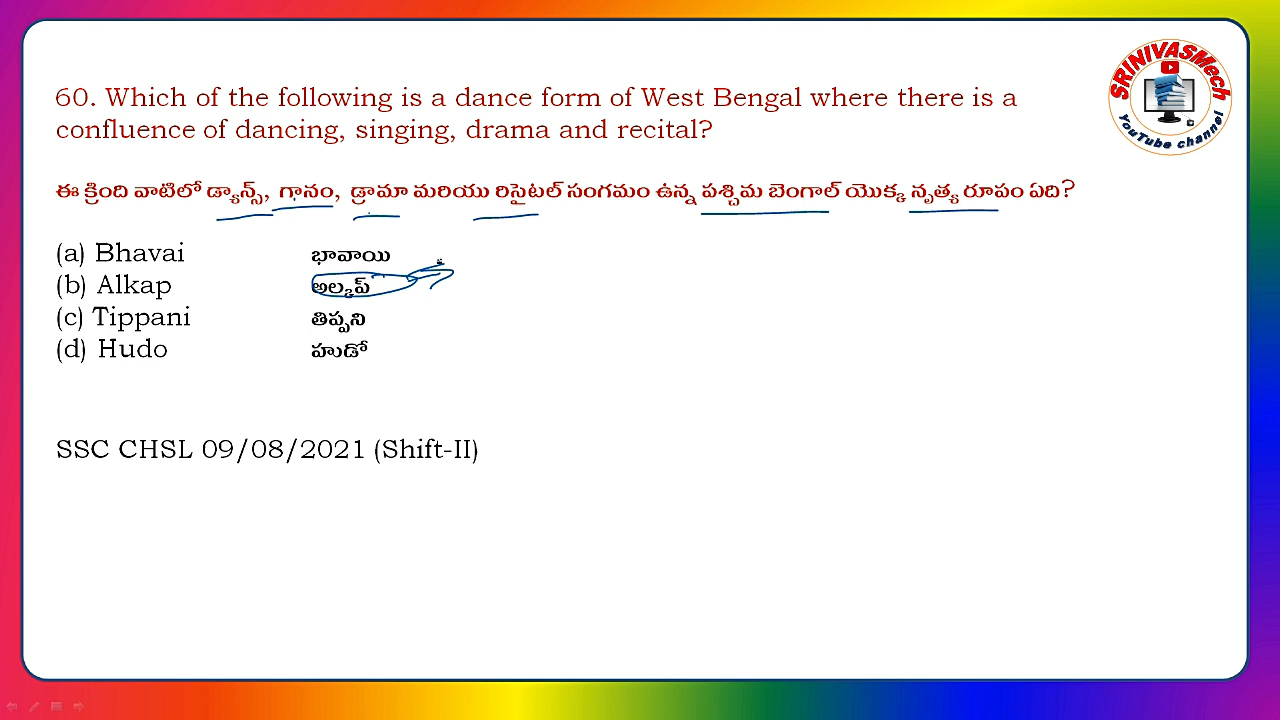 SRINIVASMech
YouTube channel
60. Which of the following is a dance form of West Bengal where there is a
confluence of dancing, singing, drama and recital?
ఈ క్రింది వాటిలో డ్యాన్స్, గానం, డ్రామా మరియు రిసైటల్ సంగమం ఉన్న పశ్చిమ బెంగాల్ యొక్క నృత్య రూపం ఏది?
(a) Bhavai భావాయి
(b) Alkap అల్కప్
(c) Tippani తిప్పని
(d) Hudo హుడో
SSC CHSL 09/08/2021 (Shift-II)